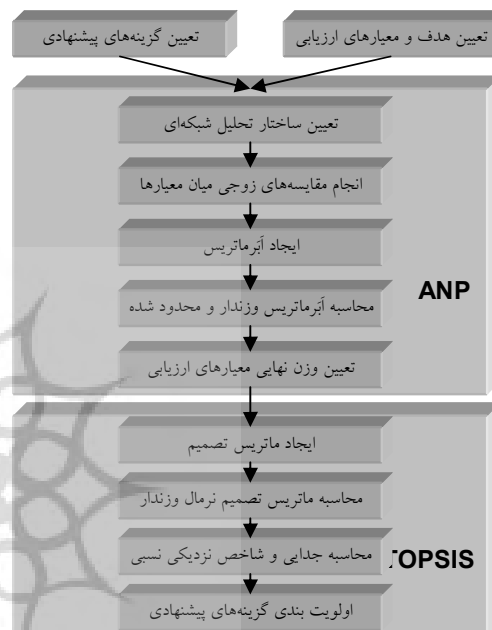 تعیین هدف و معیارهای ارزیابی
تعیین گزینه‌های پیشنهادی
تعیین ساختار تحلیل شبکه‌ای
انجام مقایسه‌های زوجی میان معیارها
ایجاد اَبَرماتریس
محاسبه اَبَرماتریس وزندار و محدود شده
تعیین وزن نهایی معیارهای ارزیابی
ANP
ایجاد ماتریس تصمیم
محاسبه ماتریس تصمیم نرمال وزندار
محاسبه جدایی و شاخص نزدیکی نسبی
اولویت بندی گزینه‌های پیشنهادی
TOPSIS